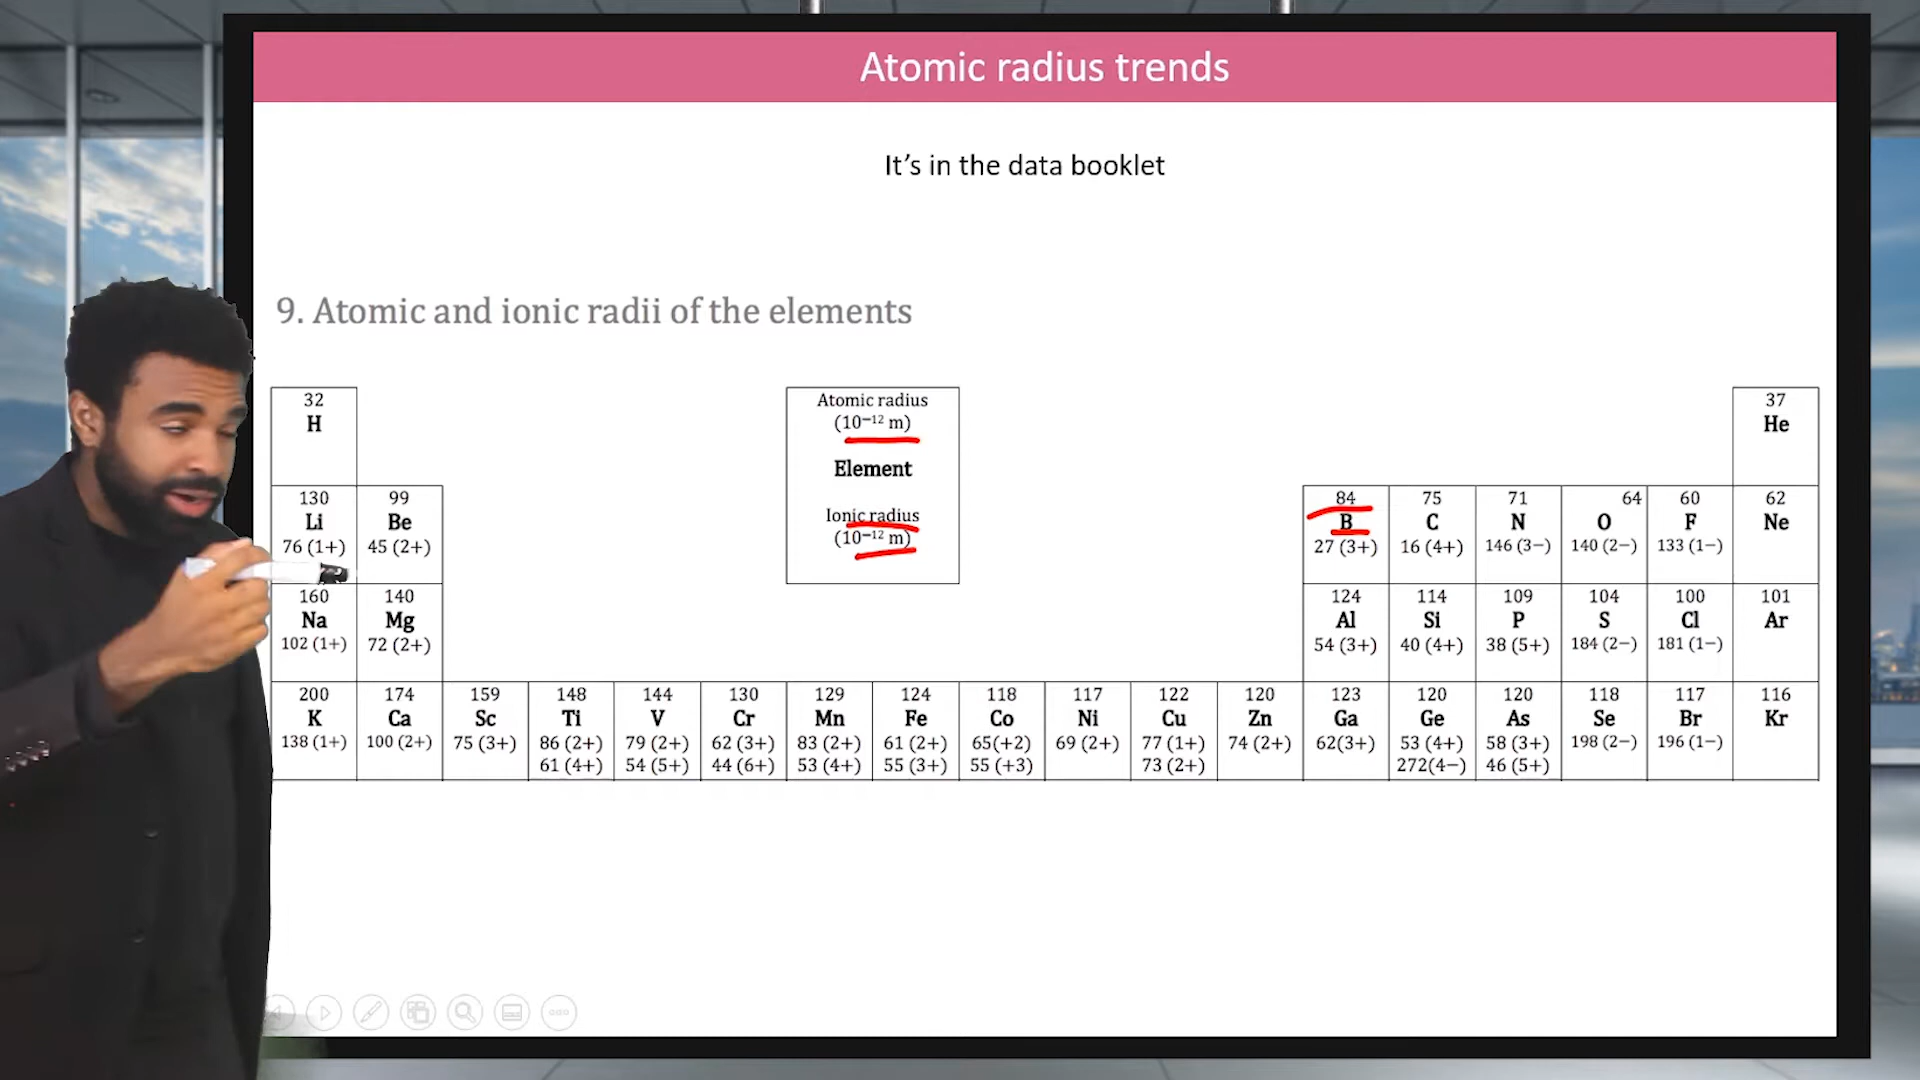 Atomic radius trends
It’s in the data booklet
9. Atomic and ionic radii of the elements
32
H
Atomic radius
(10⁻¹² m)
Element
Ionic radius
(10⁻¹² m)
37
He
130
Li
76 (1+)
99
Be
45 (2+)
84
B
27 (3+)
75
C
16 (4+)
71
N
146 (3−)
64
O
140 (2−)
60
F
133 (1−)
62
Ne
160
Na
102 (1+)
140
Mg
72 (2+)
124
Al
54 (3+)
114
Si
40 (4+)
109
P
38 (5+)
104
S
184 (2−)
100
Cl
181 (1−)
101
Ar
200
K
138 (1+)
174
Ca
100 (2+)
159
Sc
75 (3+)
148
Ti
86 (2+)
61 (4+)
144
V
79 (2+)
54 (5+)
130
Cr
62 (3+)
44 (6+)
129
Mn
83 (2+)
53 (4+)
124
Fe
61 (2+)
55 (3+)
118
Co
65(+2)
55 (+3)
117
Ni
69 (2+)
122
Cu
77 (1+)
73 (2+)
120
Zn
74 (2+)
123
Ga
62(3+)
120
Ge
53 (4+)
272(4−)
120
As
58 (3+)
46 (5+)
118
Se
198 (2−)
117
Br
196 (1−)
116
Kr